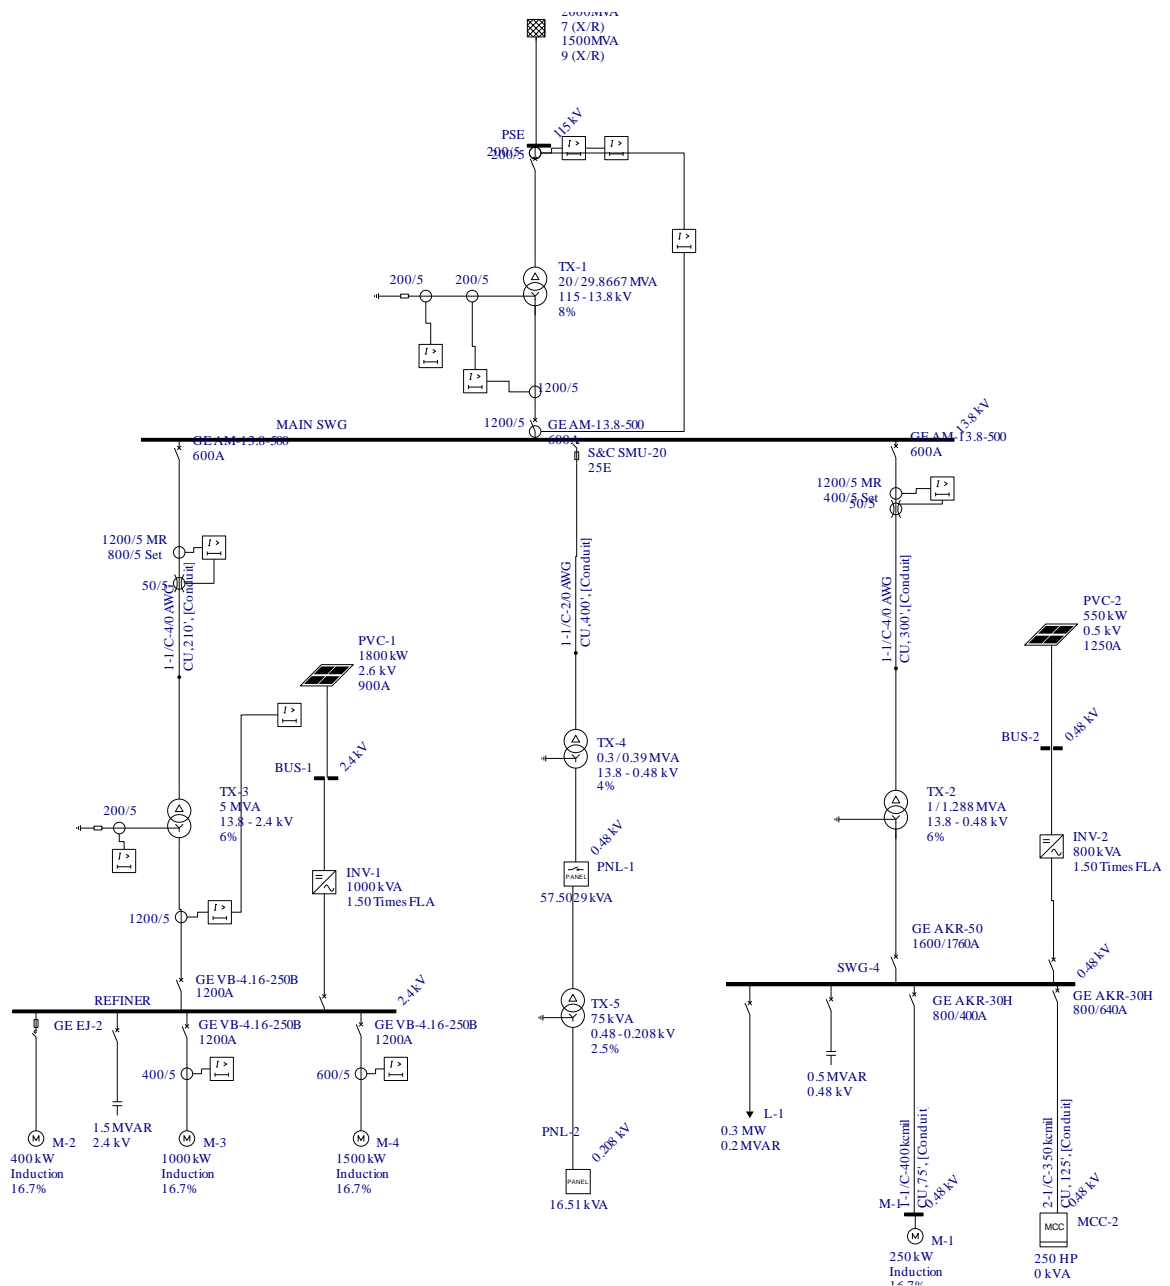 2000MVA
7 (X/R)
1500MVA
9 (X/R)
PSE
115 kV
200/5
200/5
I >
I >
I >
TX-1
20 / 29.8667 MVA
115 - 13.8 kV
8%
200/5
200/5
I >
I >
1200/5
1200/5
GE AM-13.8-500
600A
MAIN SWG
13.8 kV
GE AM-13.8-500
600A
S&C SMU-20
25E
GE AM-13.8-500
600A
1200/5 MR
800/5 Set
I >
50/5
1-1/C-4/0 AWG
CU, 210', [Conduit]
1-1/C-2/0 AWG
CU, 400', [Conduit]
1200/5 MR
400/5 Set
I >
50/5
1-1/C-4/0 AWG
CU, 300', [Conduit]
PVC-1
1800 kW
2.6 kV
900A
PVC-2
550 kW
0.5 kV
1250A
I >
BUS-1
2.4 kV
BUS-2
0.48 kV
TX-3
5 MVA
13.8 - 2.4 kV
6%
200/5
I >
TX-4
0.3 / 0.39 MVA
13.8 - 0.48 kV
4%
TX-2
1 / 1.288 MVA
13.8 - 0.48 kV
6%
INV-1
1000 kVA
1.50 Times FLA
INV-2
800 kVA
1.50 Times FLA
0.48 kV
PNL-1
PANEL
57.5029 kVA
1200/5
I >
GE VB-4.16-250B
1200A
GE AKR-50
1600/1760A
REFINER
2.4 kV
SWG-4
0.48 kV
TX-5
75 kVA
0.48 - 0.208 kV
2.5%
GE EJ-2
GE VB-4.16-250B
1200A
GE VB-4.16-250B
1200A
GE AKR-30H
800/400A
GE AKR-30H
800/640A
400/5
I >
600/5
I >
0.5 MVAR
0.48 kV
1.5 MVAR
2.4 kV
L-1
0.3 MW
0.2 MVAR
M
M-2
400 kW
Induction
16.7%
M
M-3
1000 kW
Induction
16.7%
M
M-4
1500 kW
Induction
16.7%
PNL-2
0.208 kV
PANEL
16.51 kVA
1-1/C-400 kcmil
CU, 75', [Conduit]
2-1/C-350 kcmil
CU, 125', [Conduit]
0.48 kV
0.48 kV
M
M-1
250 kW
Induction
16.7%
MCC
MCC-2
250 HP
0 kVA